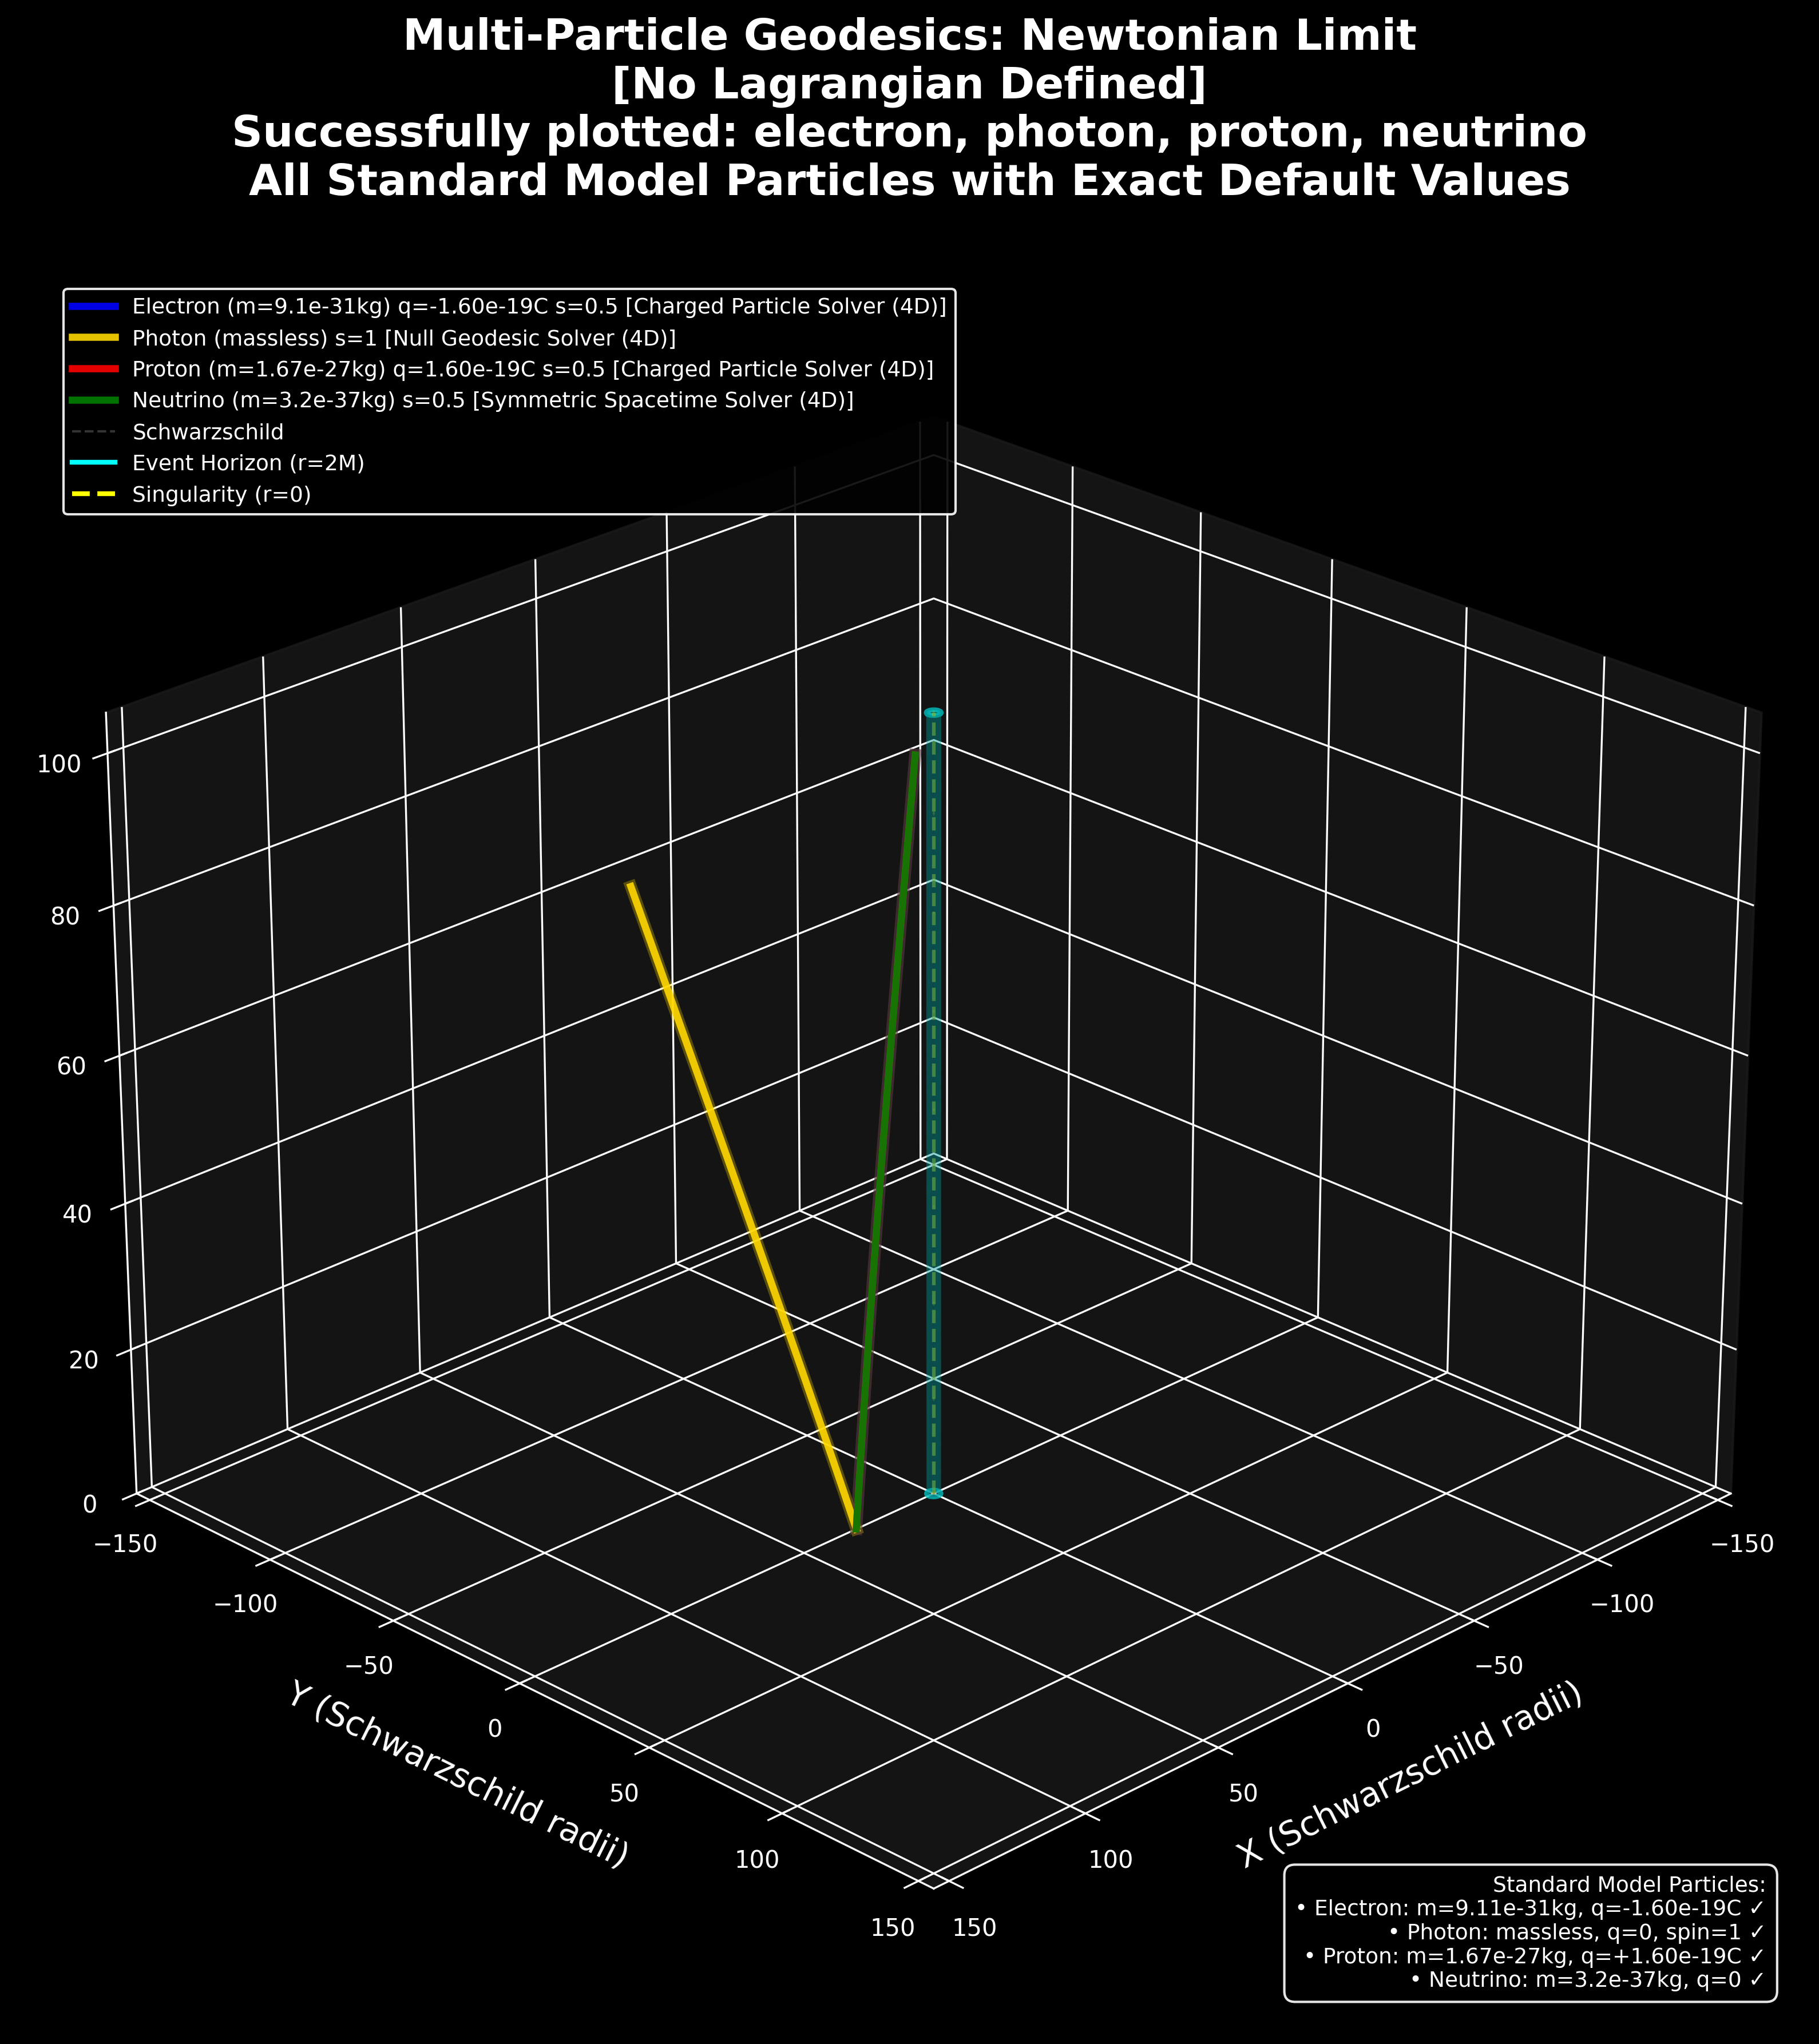 Multi-Particle Geodesics: Newtonian Limit
[No Lagrangian Defined]
Successfully plotted: electron, photon, proton, neutrino
All Standard Model Particles with Exact Default Values
Electron (m=9.1e-31kg) q=-1.60e-19C s=0.5 [Charged Particle Solver (4D)]
Photon (massless) s=1 [Null Geodesic Solver (4D)]
Proton (m=1.67e-27kg) q=1.60e-19C s=0.5 [Charged Particle Solver (4D)]
Neutrino (m=3.2e-37kg) s=0.5 [Symmetric Spacetime Solver (4D)]
Schwarzschild
Event Horizon (r=2M)
Singularity (r=0)
100
80
60
40
20
0
−150
−100
−50
0
50
100
150
Y (Schwarzschild radii)
−150
−100
−50
0
50
100
150
X (Schwarzschild radii)
Standard Model Particles:
• Electron: m=9.11e-31kg, q=-1.60e-19C ✓
• Photon: massless, q=0, spin=1 ✓
• Proton: m=1.67e-27kg, q=+1.60e-19C ✓
• Neutrino: m=3.2e-37kg, q=0 ✓